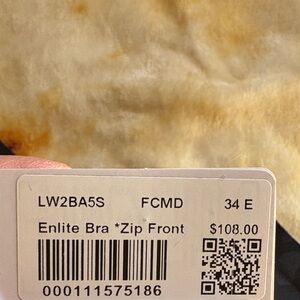 LW2BA5S FCMD 34 E
Enlite Bra *Zip Front $108.00
000111575186